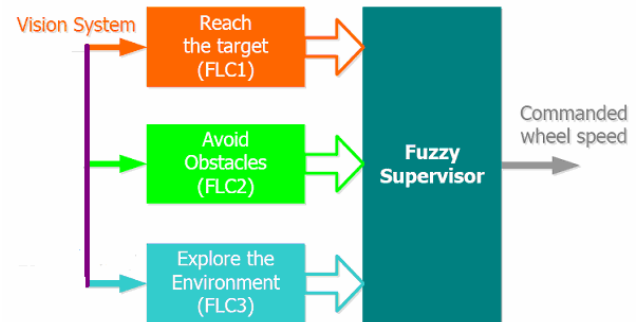 Vision System
Reach
the target
(FLC1)
Avoid
Obstacles
(FLC2)
Explore the
Environment
(FLC3)
Fuzzy
Supervisor
Commanded
wheel speed